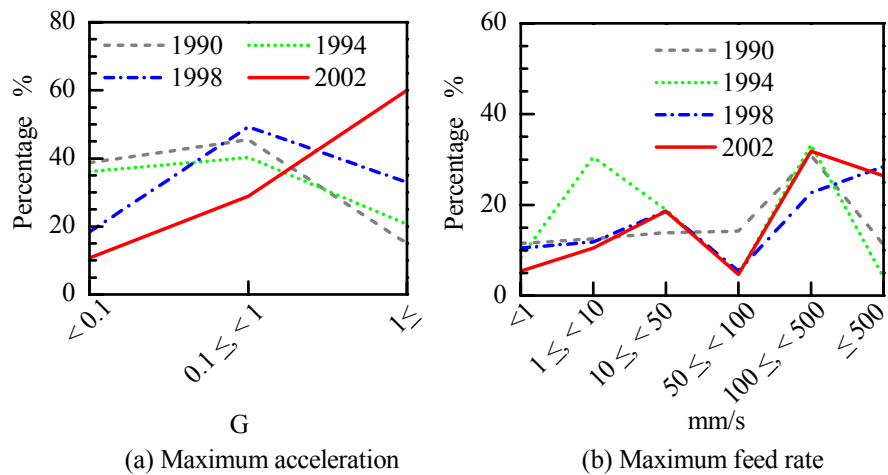 80
60
40
20
0
Percentage %
1990
1994
1998
2002
< 0.1
0.1 ≤, < 1
1≤
G
(a) Maximum acceleration
60
40
20
0
Percentage %
1990
1994
1998
2002
<1
1 ≤, < 10
10 ≤, < 50
50 ≤, < 100
100 ≤, < 500
≤ 500
mm/s
(b) Maximum feed rate